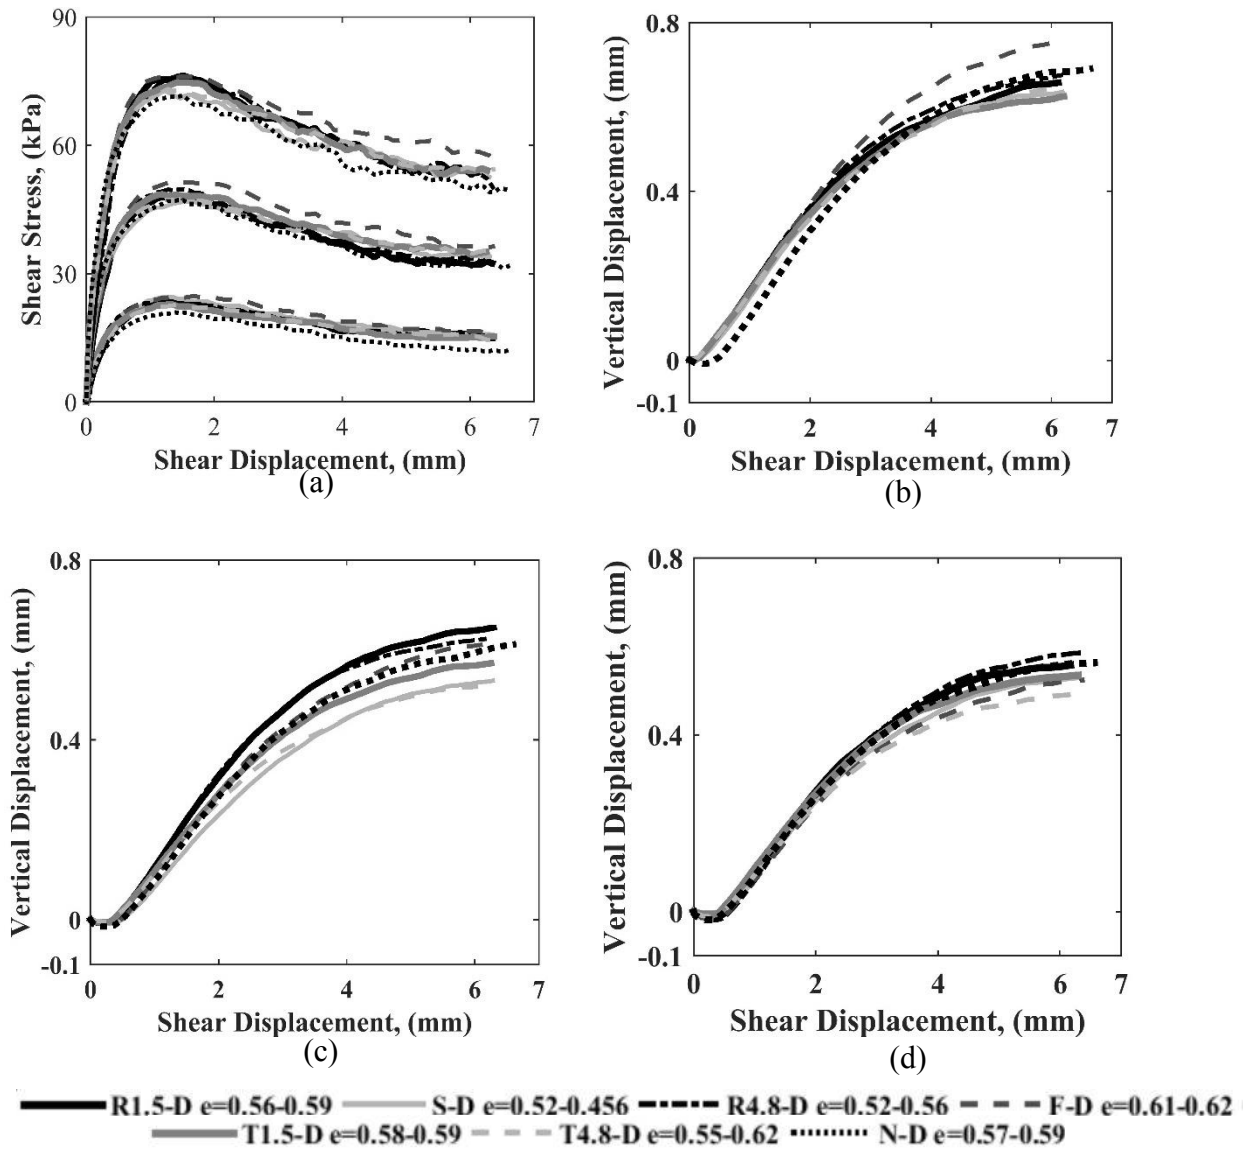 90
60
30
0
0 2 4 6 7
Shear Stress, (kPa)
Shear Displacement, (mm)
(a)
0.8
0.4
0
-0.1
0 2 4 6 7
Vertical Displacement, (mm)
Shear Displacement, (mm)
(b)
0.8
0.4
0
-0.1
0 2 4 6 7
Vertical Displacement, (mm)
Shear Displacement, (mm)
(c)
0.8
0.4
0
-0.1
0 2 4 6 7
Vertical Displacement, (mm)
Shear Displacement, (mm)
(d)
R1.5-D e=0.56-0.59 S-D e=0.52-0.456 R4.8-D e=0.52-0.56 F-D e=0.61-0.62
T1.5-D e=0.58-0.59 T4.8-D e=0.55-0.62 N-D e=0.57-0.59